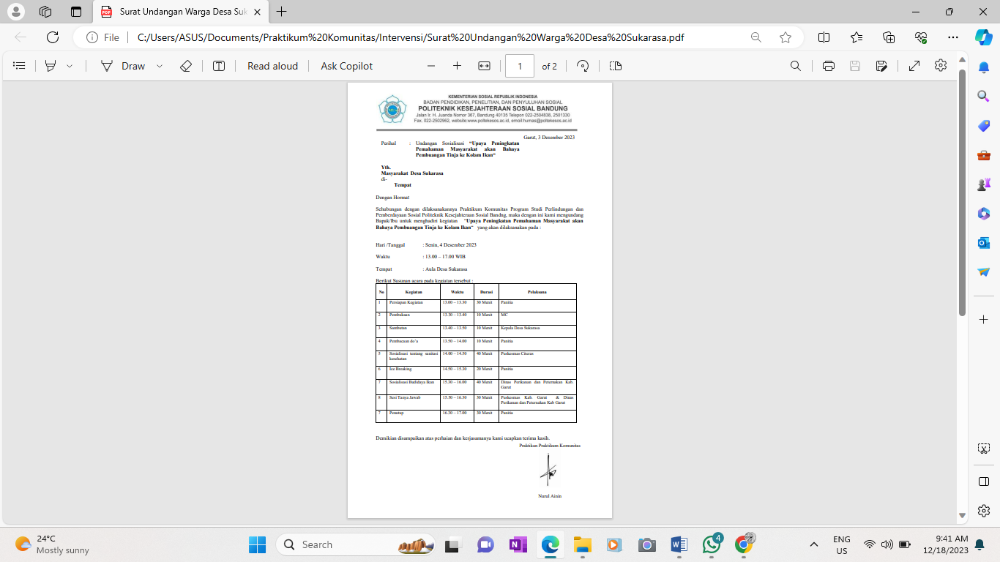 Surat Undangan Warga Desa Suk
File C:/Users/ASUS/Documents/Praktikum%20Komunitas/Intervensi/Surat%20Undangan%20Warga%20Desa%20Sukarasa.pdf
Draw Read aloud Ask Copilot 1 of 2
KEMENTERIAN SOSIAL REPUBLIK INDONESIA
BADAN PENDIDIKAN, PENELITIAN, DAN PENYULUHAN SOSIAL
POLITEKNIK KESEJAHTERAAN SOSIAL BANDUNG
Jalan Ir. H. Juanda Nomor 367, Bandung 40135 Telepon 022-2504838, 2501330
Fax. 022-2502962, website:www.poltekesos.ac.id, email:humas@poltekesos.ac.id
Garut, 3 Desember 2023
Perihal : Undangan Sosialisasi "Upaya Peningkatan
Pemahaman Masyarakat akan Bahaya
Pembuangan Tinja ke Kolam Ikan"
Yth.
Masyarakat Desa Sukarasa
di-
Tempat
Dengan Hormat
Sehubungan dengan dilaksanakannya Praktikum Komunitas Program Studi Perlindungan dan
Pemberdayaan Sosial Politeknik Kesejahteraan Sosial Bandng, maka dengan ini kami mengundang
Bapak/Ibu untuk menghadiri kegiatan "Upaya Peningkatan Pemahaman Masyarakat akan
Bahaya Pembuangan Tinja ke Kolam Ikan" yang akan dilaksanakan pada :
Hari /Tanggal : Senin, 4 Desember 2023
Waktu : 13.00 – 17.00 WIB
Tempat : Aula Desa Sukarasa
Berikut Susunan acara pada kegiatan tersebut :
No Kegiatan Waktu Durasi Pelaksana
1 Persiapan Kegiatan 13.00 – 13.30 30 Menit Panitia
2 Pembukaan 13.30 – 13.40 10 Menit MC
3 Sambutan 13.40 – 13.50 10 Menit Kepala Desa Sukarasa
4 Pembacaan do'a 13.50 – 14.00 10 Menit Panitia
5 Sosialisasi tentang sanitasi 14.00 – 14.50 40 Menit Puskesmas Citeras
kesehatan
6 Ice Breaking 14.50 – 15.30 20 Menit Panitia
7 Sosialisasi Budidaya Ikan 15.30 – 16.00 40 Menit Dinas Perikanan dan Peternakan Kab.
Garut
8 Sesi Tanya Jawab 15.50 – 16.30 30 Menit Puskesmas Kab. Garut & Dinas
Perikanan dan Peternakan Kab Garut
7 Penutup 16.30 – 17.00 30 Menit Panitia
Demikian disampaikan atas perhaian dan kerjasamanya kami ucapkan terima kasih.
Praktikan Praktikum Komunitas
Nurul Ainin
24°C
Mostly sunny
Search
4
ENG
US
9:41 AM
12/18/2023